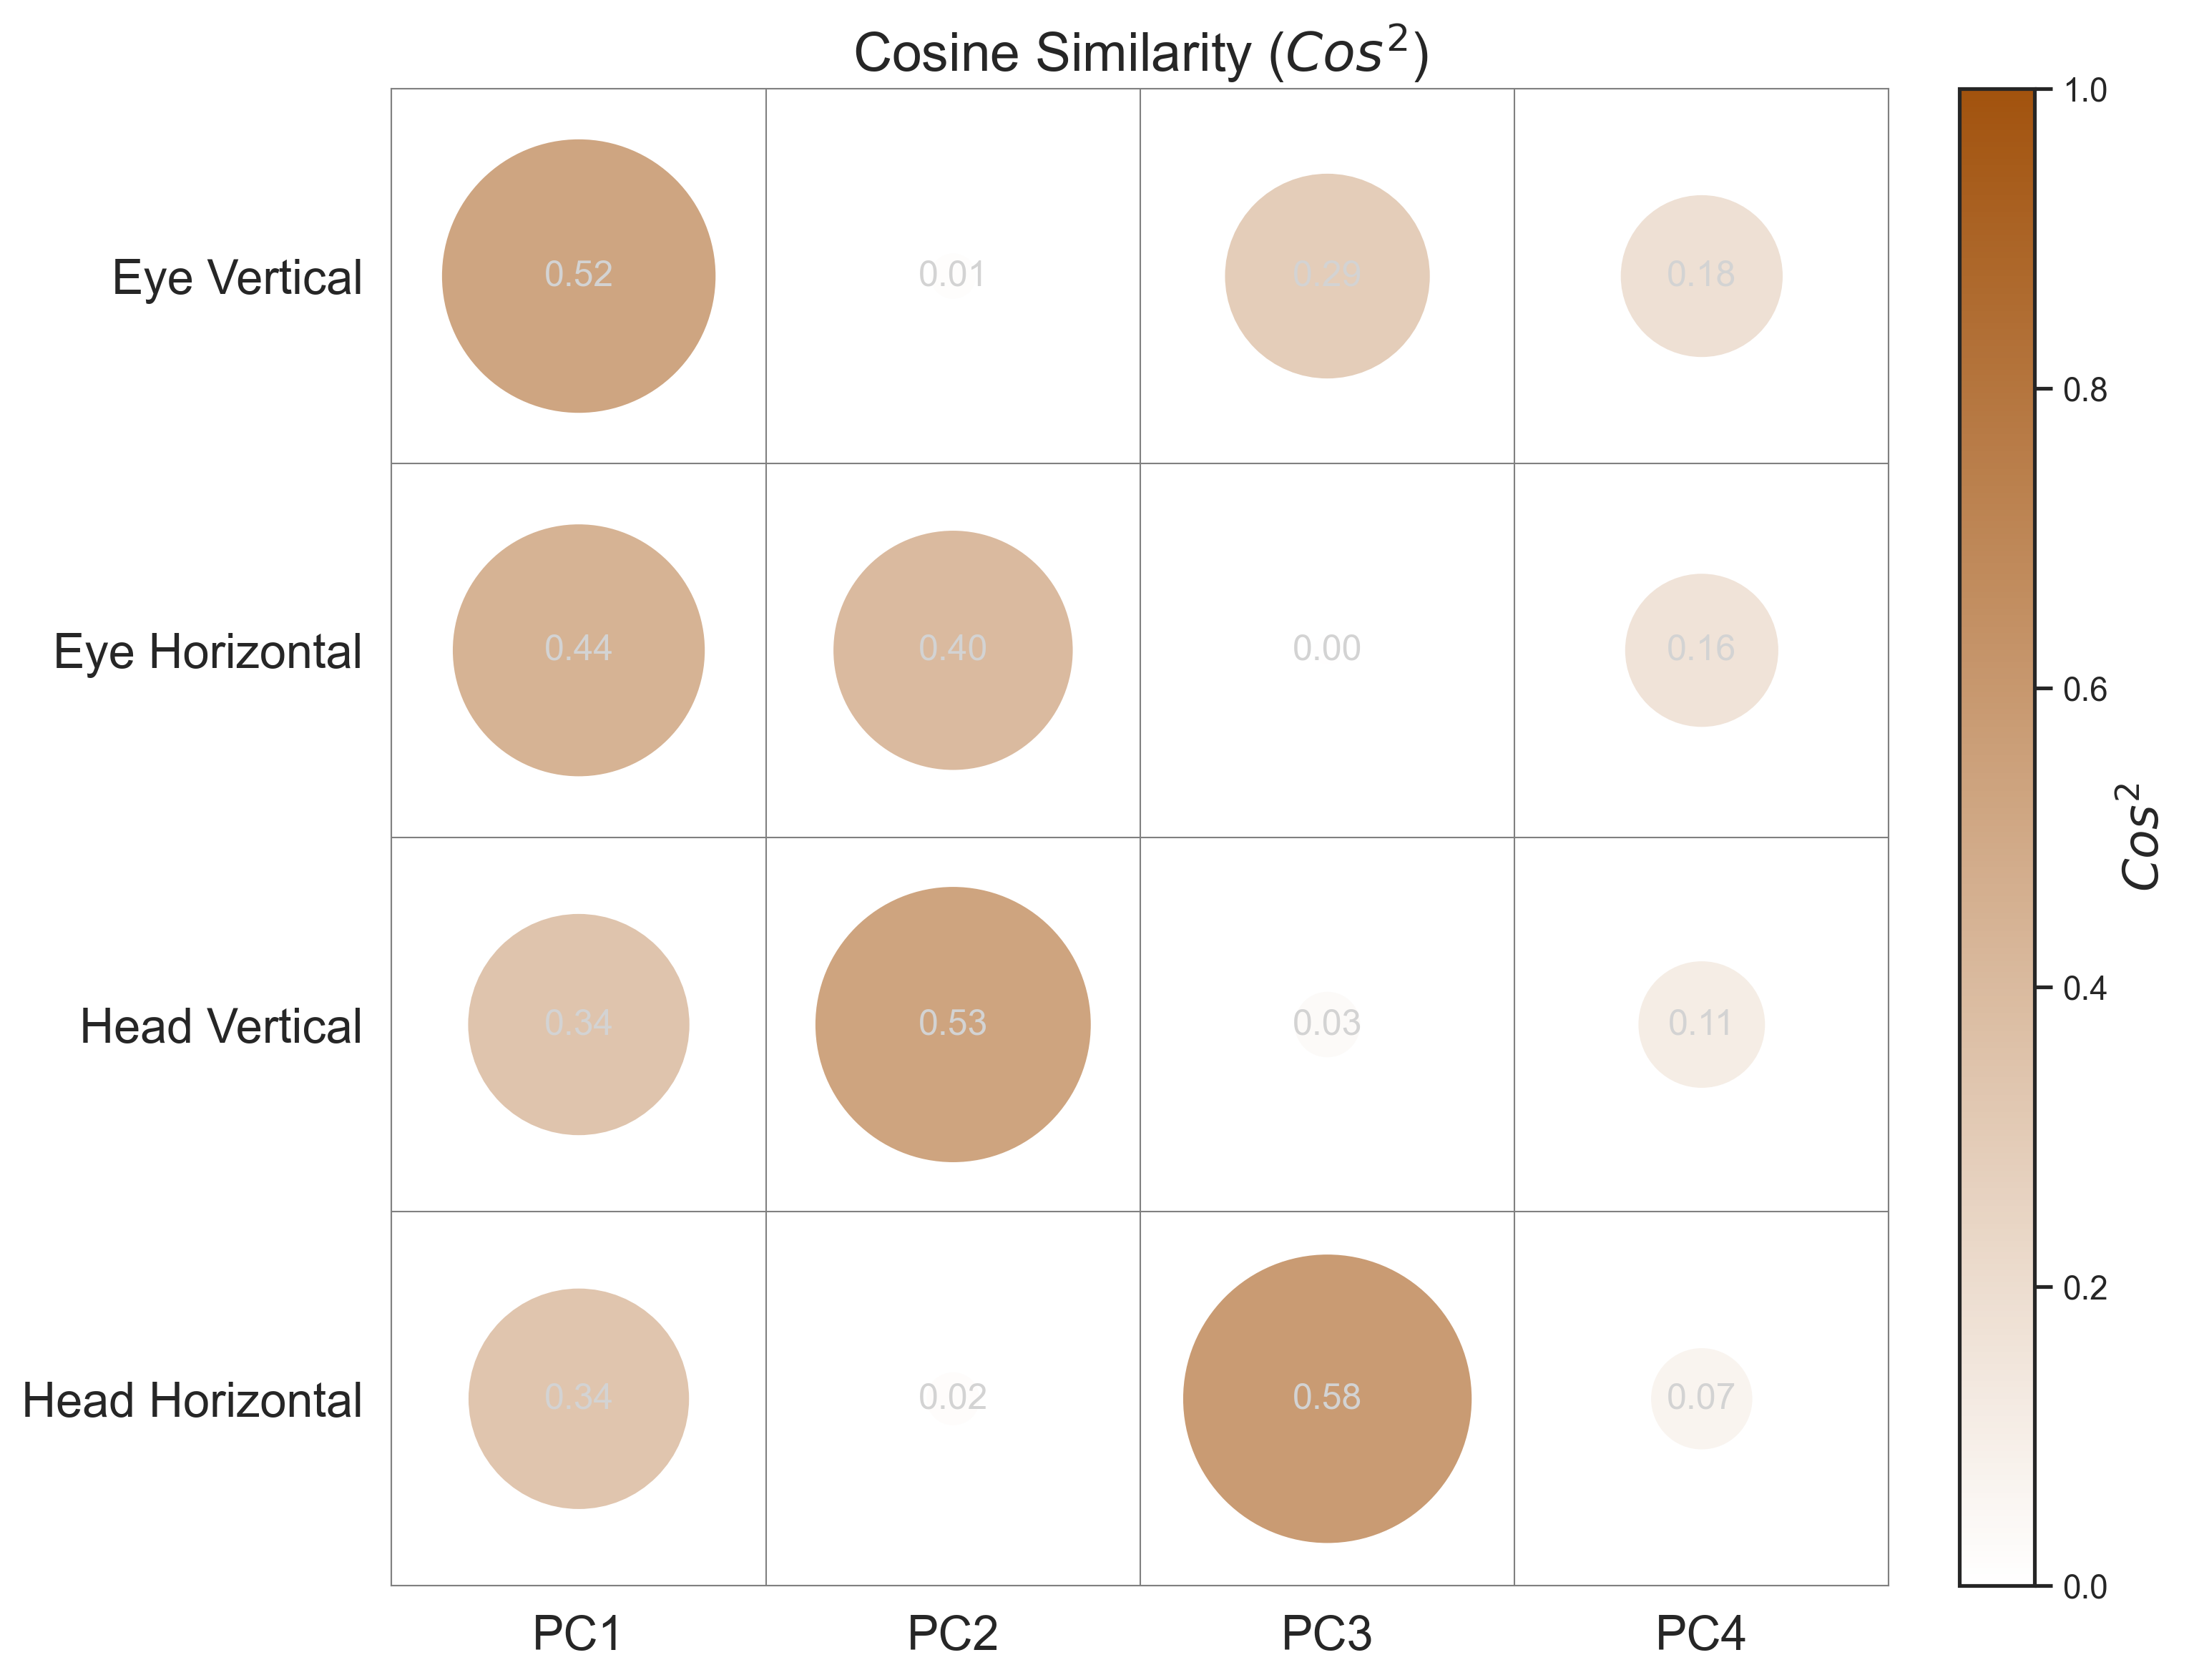 Cosine Similarity (Cos²)
Eye Vertical 0.52 0.01 0.29 0.18
Eye Horizontal 0.44 0.40 0.00 0.16
Head Vertical 0.34 0.53 0.03 0.11
Head Horizontal 0.34 0.02 0.58 0.07
PC1 PC2 PC3 PC4
1.0
0.8
0.6
0.4
0.2
0.0
Cos²